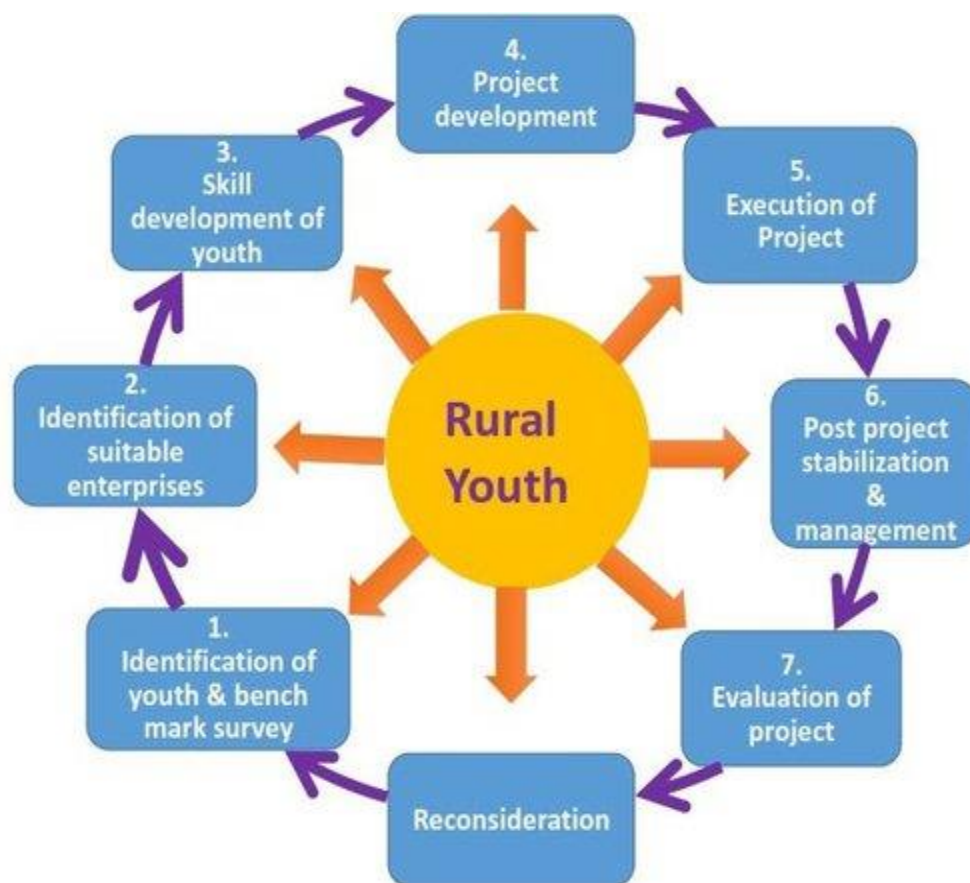 4.
Project
development
3.
Skill
development of
youth
5.
Execution of
Project
2.
Identification of
suitable
enterprises
Rural
Youth
6.
Post project
stabilization
&
management
1.
Identification of
youth & bench
mark survey
7.
Evaluation of
project
Reconsideration